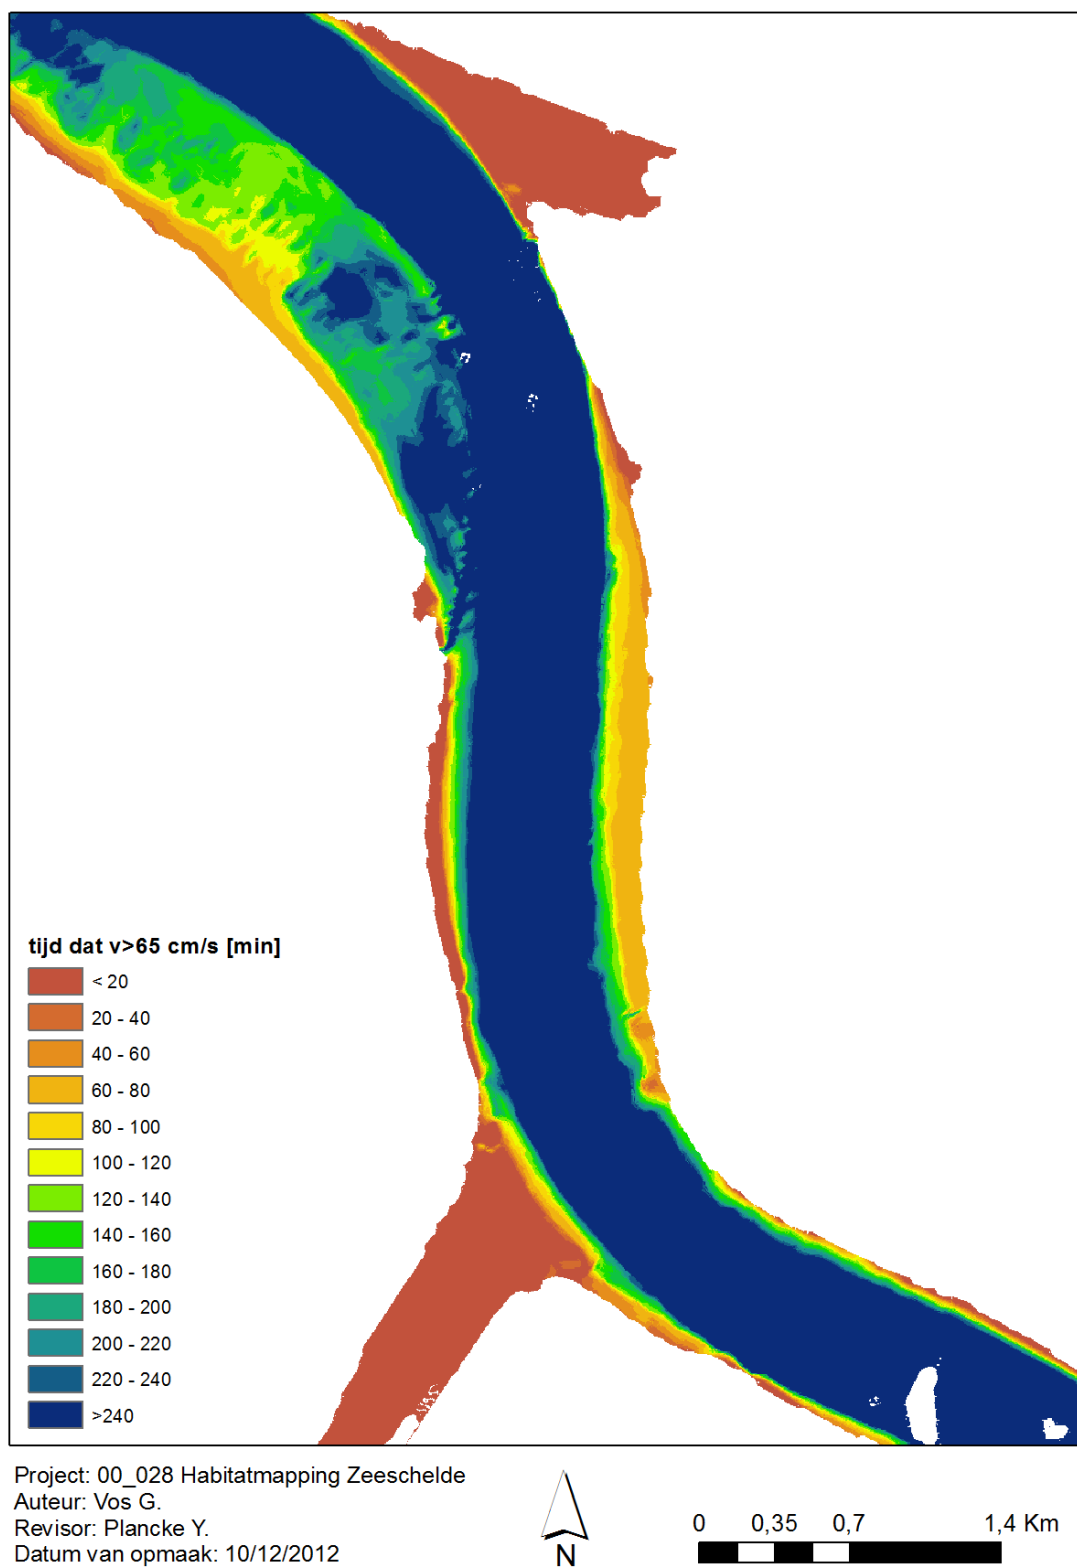 tijd dat v>65 cm/s [min]
< 20
20 - 40
40 - 60
60 - 80
80 - 100
100 - 120
120 - 140
140 - 160
160 - 180
180 - 200
200 - 220
220 - 240
>240
Project: 00_028 Habitatmapping Zeeschelde
Auteur: Vos G.
Revisor: Plancke Y.
Datum van opmaak: 10/12/2012
N
0 0,35 0,7 1,4 Km